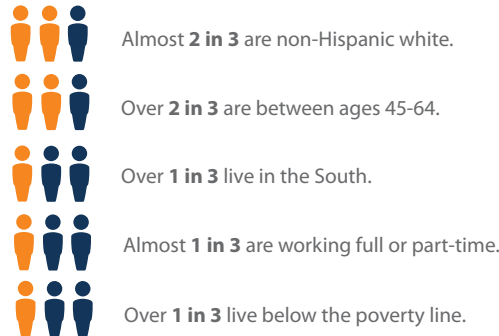 Almost 2 in 3 are non-Hispanic white.
Over 2 in 3 are between ages 45-64.
Over 1 in 3 live in the South.
Almost 1 in 3 are working full or part-time.
Over 1 in 3 live below the poverty line.